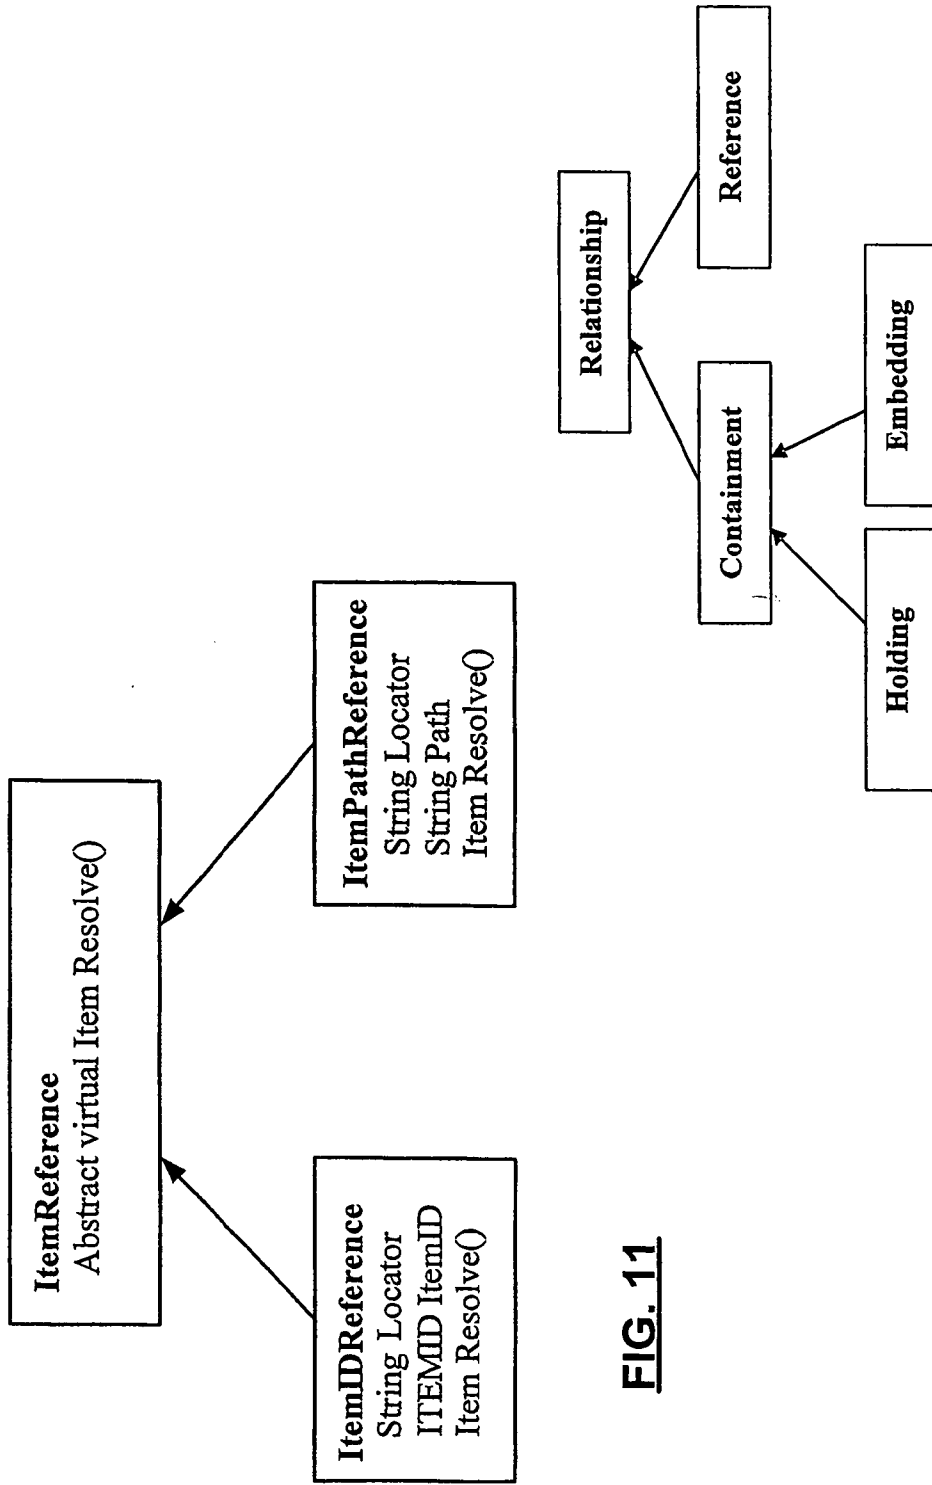 ItemReference
Abstract virtual Item Resolve()
ItemIDReference
String Locator
ITEMID ItemID
Item Resolve()
ItemPathReference
String Locator
String Path
Item Resolve()
Relationship
Containment
Reference
Holding
Embedding
FIG. 11